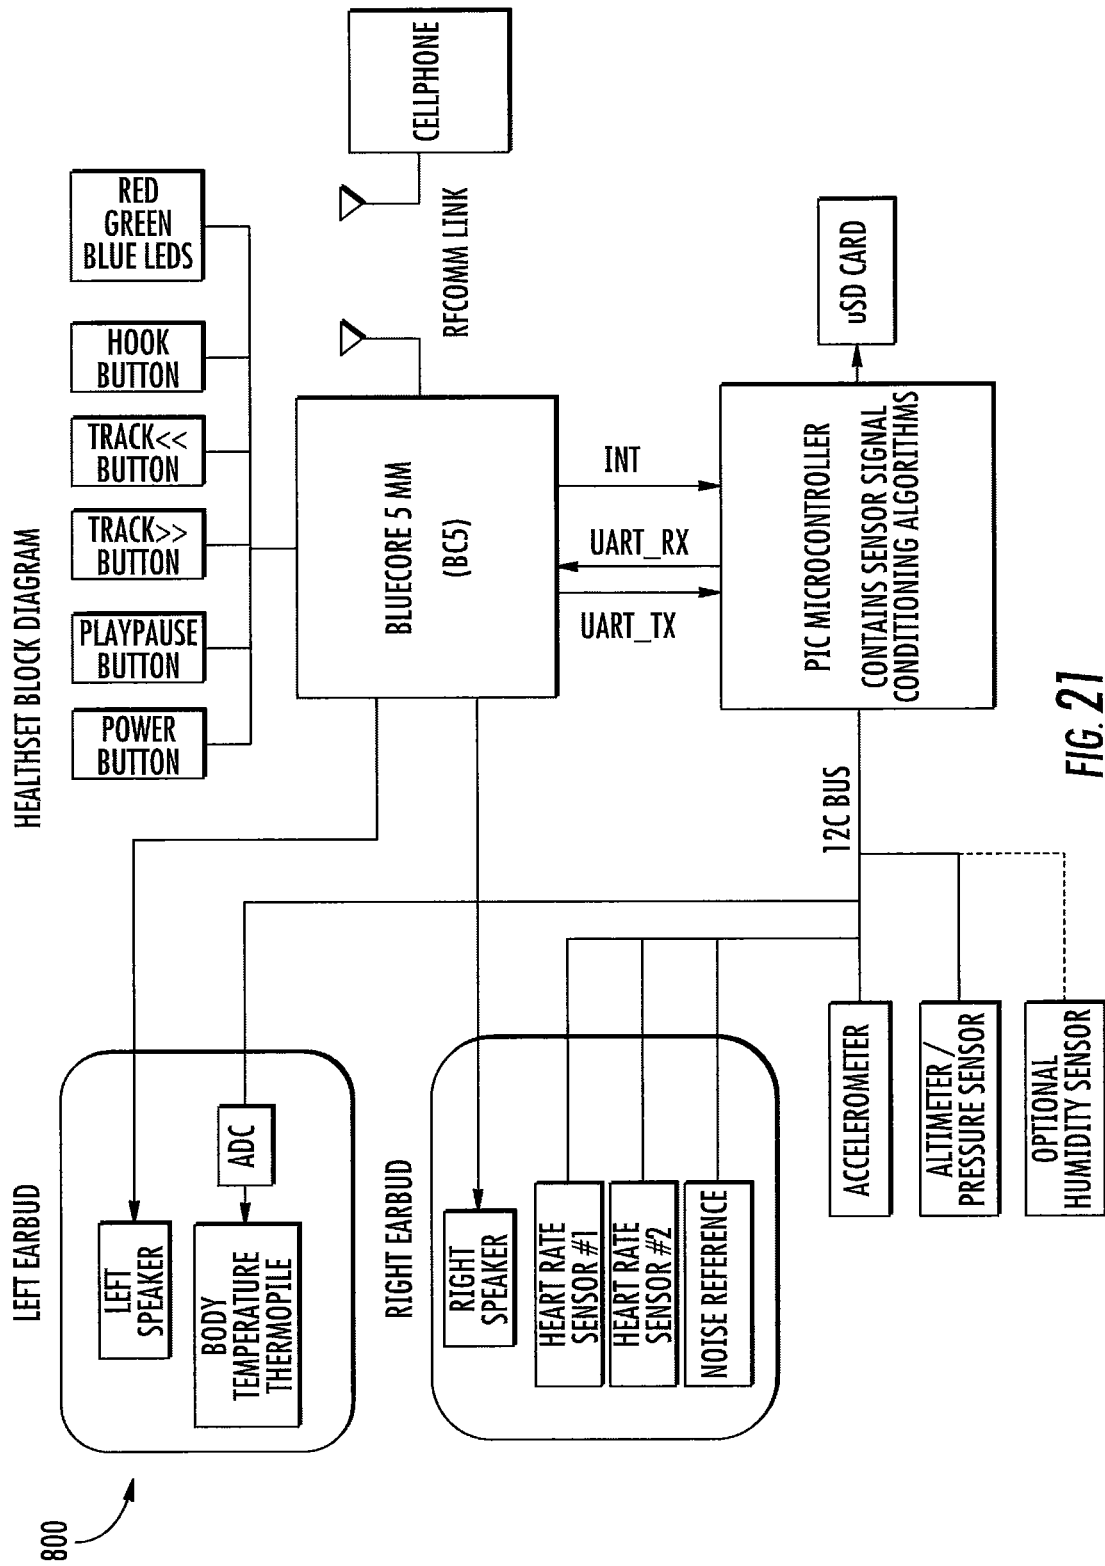 HEALTHSET BLOCK DIAGRAM
800
LEFT EARBUD
LEFT
SPEAKER
BODY
TEMPERATURE
THERMOPILE
ADC
RIGHT EARBUD
RIGHT
SPEAKER
HEART RATE
SENSOR #1
HEART RATE
SENSOR #2
NOISE REFERENCE
ACCELEROMETER
ALTIMETER/
PRESSURE SENSOR
OPTIONAL
HUMIDITY SENSOR
POWER
BUTTON
PLAYPAUSE
BUTTON
TRACK>>
BUTTON
TRACK<<
BUTTON
HOOK
BUTTON
RED
GREEN
BLUE LEDS
BLUECORE 5 MM
(BC5)
RFCOMM LINK
CELLPHONE
UART_TX
UART_RX
INT
12C BUS
PIC MICROCONTROLLER
CONTAINS SENSOR SIGNAL
CONDITIONING ALGORITHMS
uSD CARD
FIG. 21